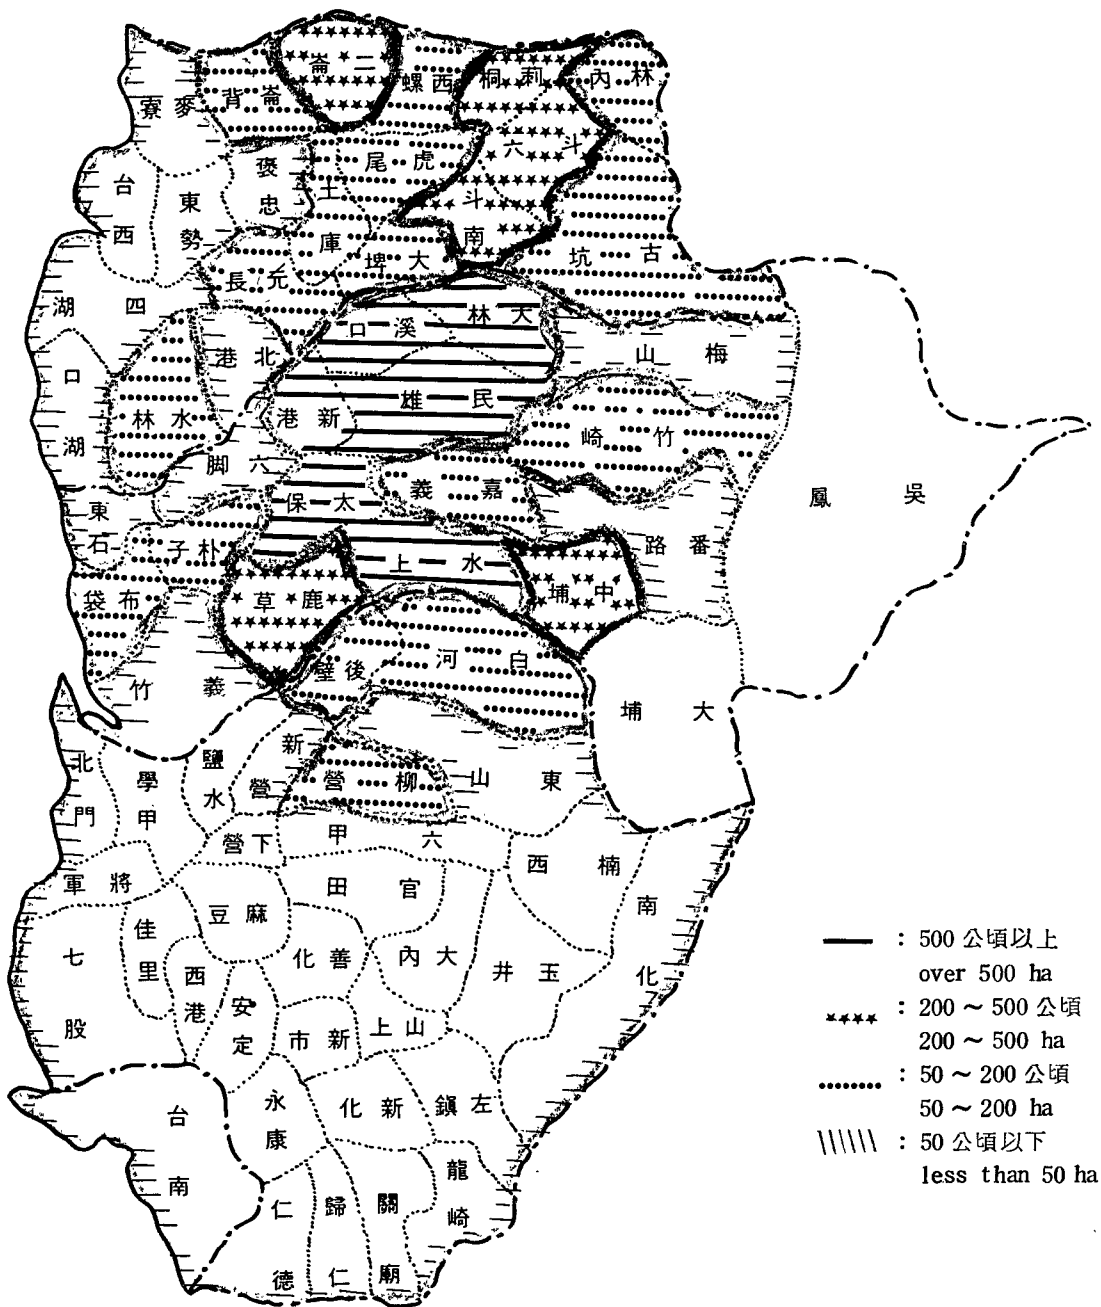 二崙
崙背
西螺
莿桐
林內
麥寮
虎尾
斗六
台西
東勢
褒忠
土庫
斗南
古坑
大埤
元長
四湖
大林
溪口
北港
梅山
口湖
水林
新港
民雄
竹崎
六脚
太保
嘉義
吳鳳
東石
朴子
番路
水上
鹿草
中埔
布袋
義竹
後壁
白河
大埔
北門
學甲
鹽水
新營
柳營
東山
下營
六甲
楠西
將軍
麻豆
官田
南化
七股
佳里
西港
善化
大內
玉井
安定
新市
山上
台南
永康
新化
左鎮
仁德
歸仁
關廟
龍崎
: 500 公頃以上
over 500 ha
: 200 ~ 500 公頃
200 ~ 500 ha
: 50 ~ 200 公頃
50 ~ 200 ha
: 50 公頃以下
less than 50 ha